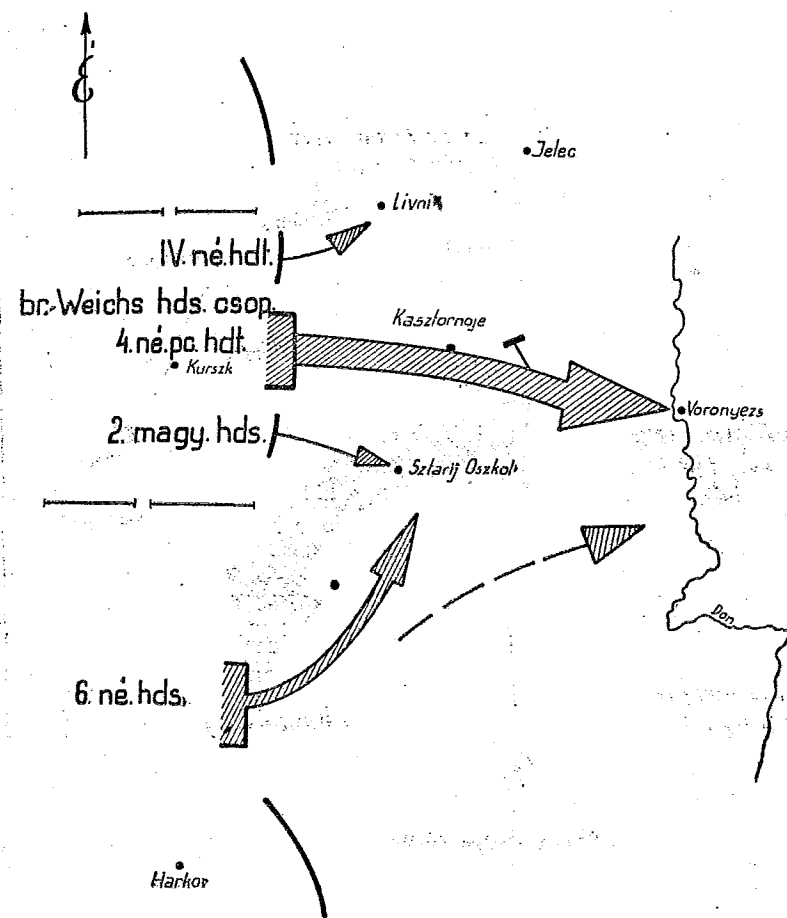 É
Jelec
Livni
IV. né. hdt.
br.-Weichs hds. csop.
4. né. pc. hdt.
Kursk
Kasztornoje
Voronyezs
2. magy. hds.
Sztarij Oszkol
Don
6. né. hds.
Harkov